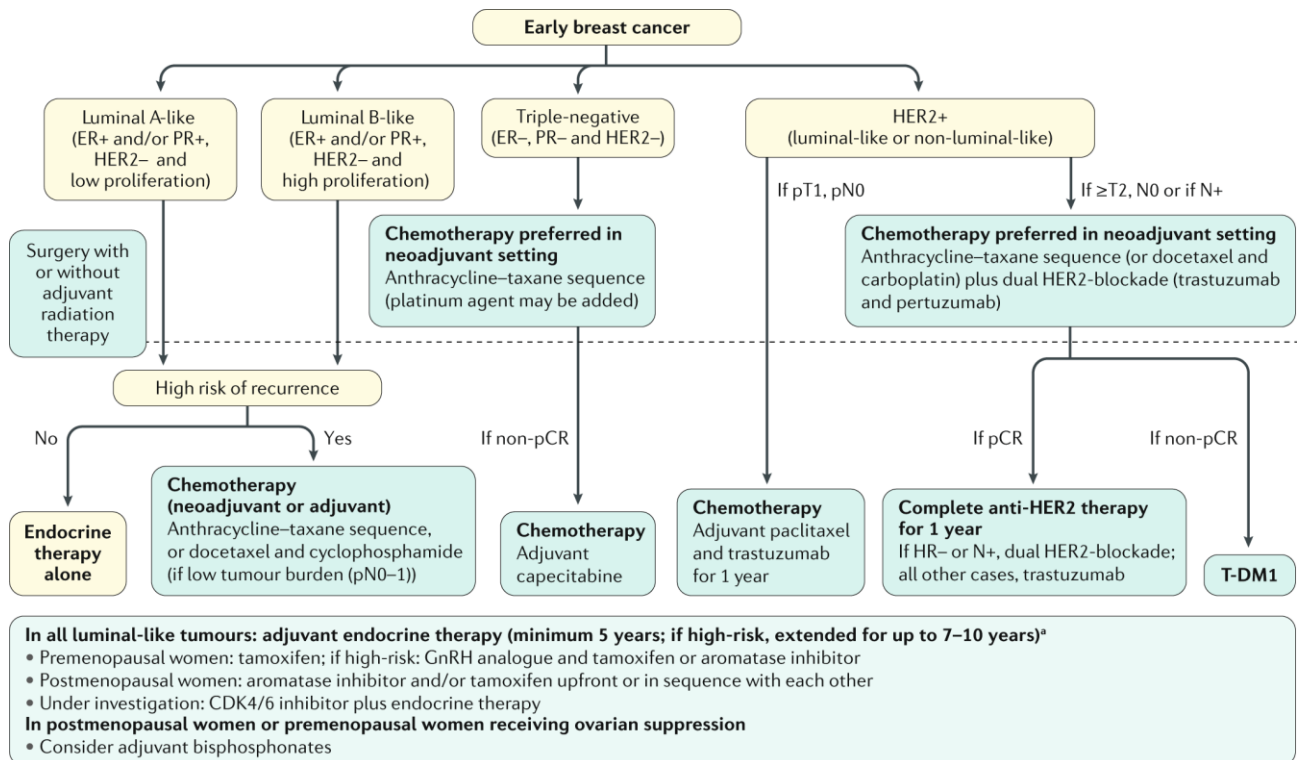 Early breast cancer
Luminal A-like
(ER+ and/or PR+,
HER2– and
low proliferation)
Luminal B-like
(ER+ and/or PR+,
HER2– and
high proliferation)
Triple-negative
(ER–, PR– and HER2–)
HER2+
(luminal-like or non-luminal-like)
If pT1, pN0
If ≥T2, N0 or if N+
Surgery with
or without
adjuvant
radiation
therapy
Chemotherapy preferred in
neoadjuvant setting
Anthracycline–taxane sequence
(platinum agent may be added)
Chemotherapy preferred in neoadjuvant setting
Anthracycline–taxane sequence (or docetaxel and
carboplatin) plus dual HER2-blockade (trastuzumab
and pertuzumab)
High risk of recurrence
No
Yes
If non-pCR
If pCR
If non-pCR
Endocrine
therapy
alone
Chemotherapy
(neoadjuvant or adjuvant)
Anthracycline–taxane sequence,
or docetaxel and cyclophosphamide
(if low tumour burden (pN0–1))
Chemotherapy
Adjuvant
capecitabine
Chemotherapy
Adjuvant paclitaxel
and trastuzumab
for 1 year
Complete anti-HER2 therapy
for 1 year
If HR– or N+, dual HER2-blockade;
all other cases, trastuzumab
T-DM1
In all luminal-like tumours: adjuvant endocrine therapy (minimum 5 years; if high-risk, extended for up to 7–10 years)ᵃ
• Premenopausal women: tamoxifen; if high-risk: GnRH analogue and tamoxifen or aromatase inhibitor
• Postmenopausal women: aromatase inhibitor and/or tamoxifen upfront or in sequence with each other
• Under investigation: CDK4/6 inhibitor plus endocrine therapy
In postmenopausal women or premenopausal women receiving ovarian suppression
• Consider adjuvant bisphosphonates